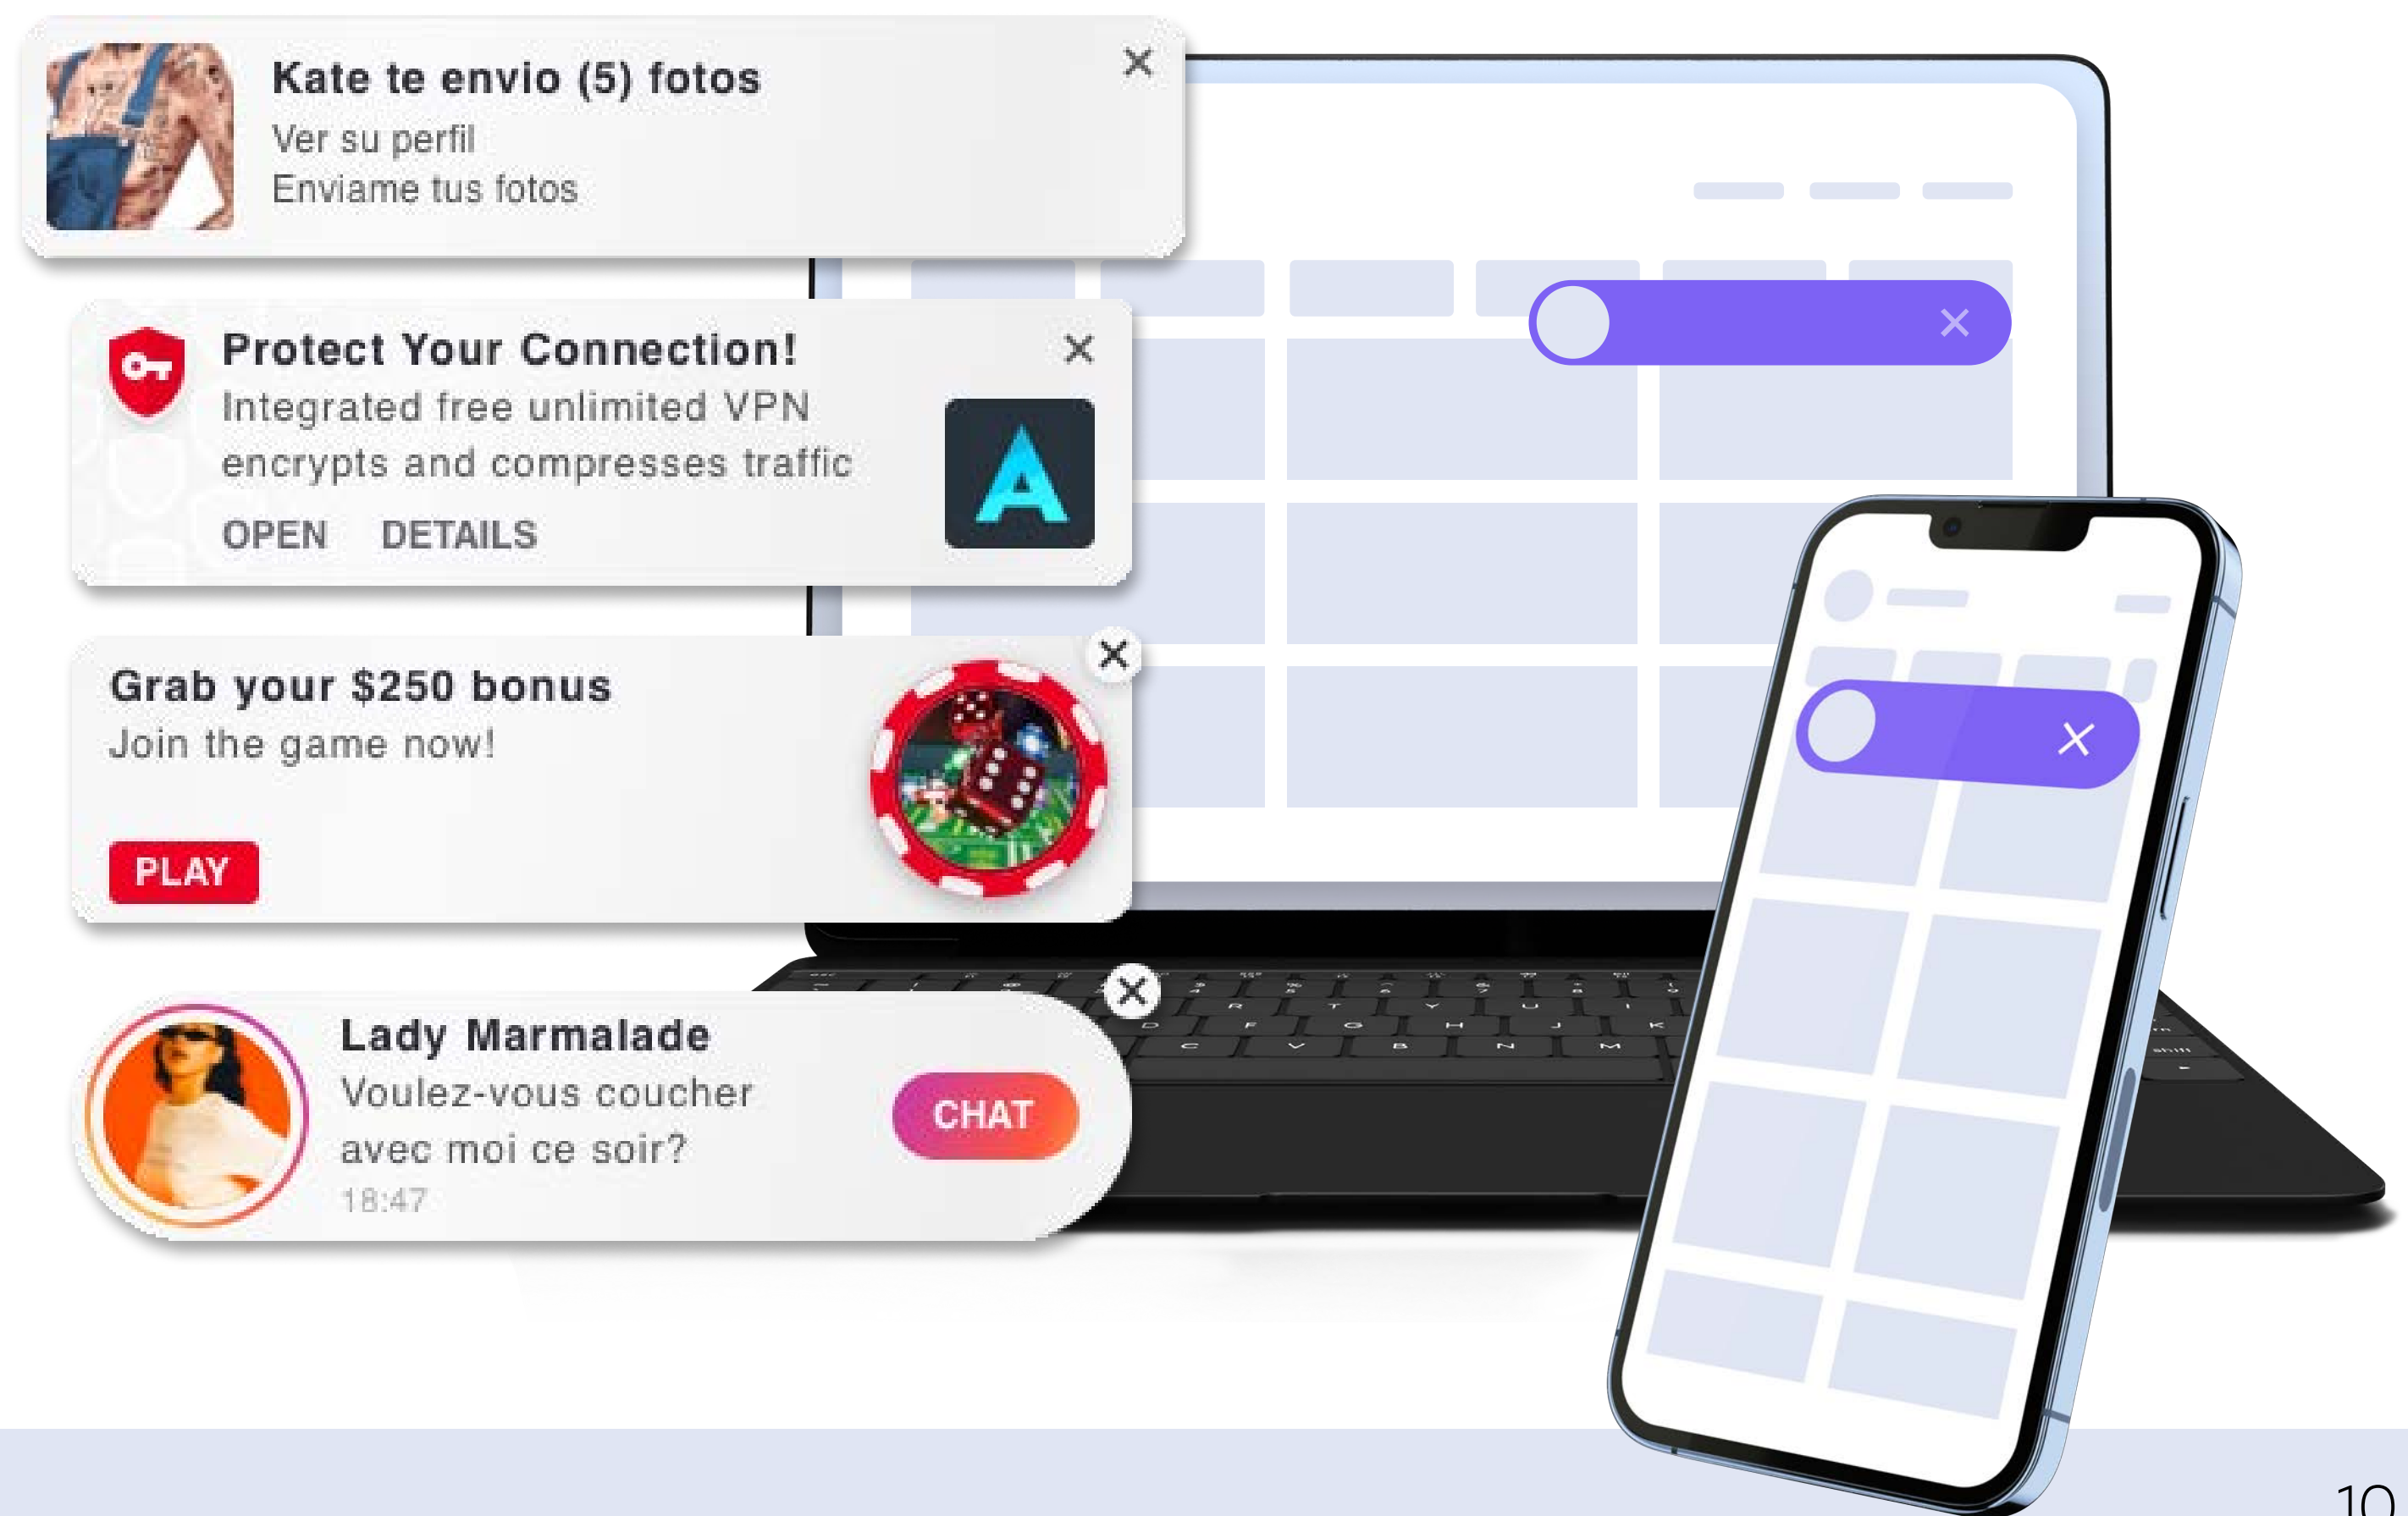 Kate te envio (5) fotos
Ver su perfil
Enviame tus fotos
Protect Your Connection!
Integrated free unlimited VPN
encrypts and compresses traffic
OPEN DETAILS
A
Grab your $250 bonus
Join the game now!
PLAY
Lady Marmalade
Voulez-vous coucher
avec moi ce soir?
18:47
CHAT
R T Y U I
D F G H J K
C V B N M
shift
10